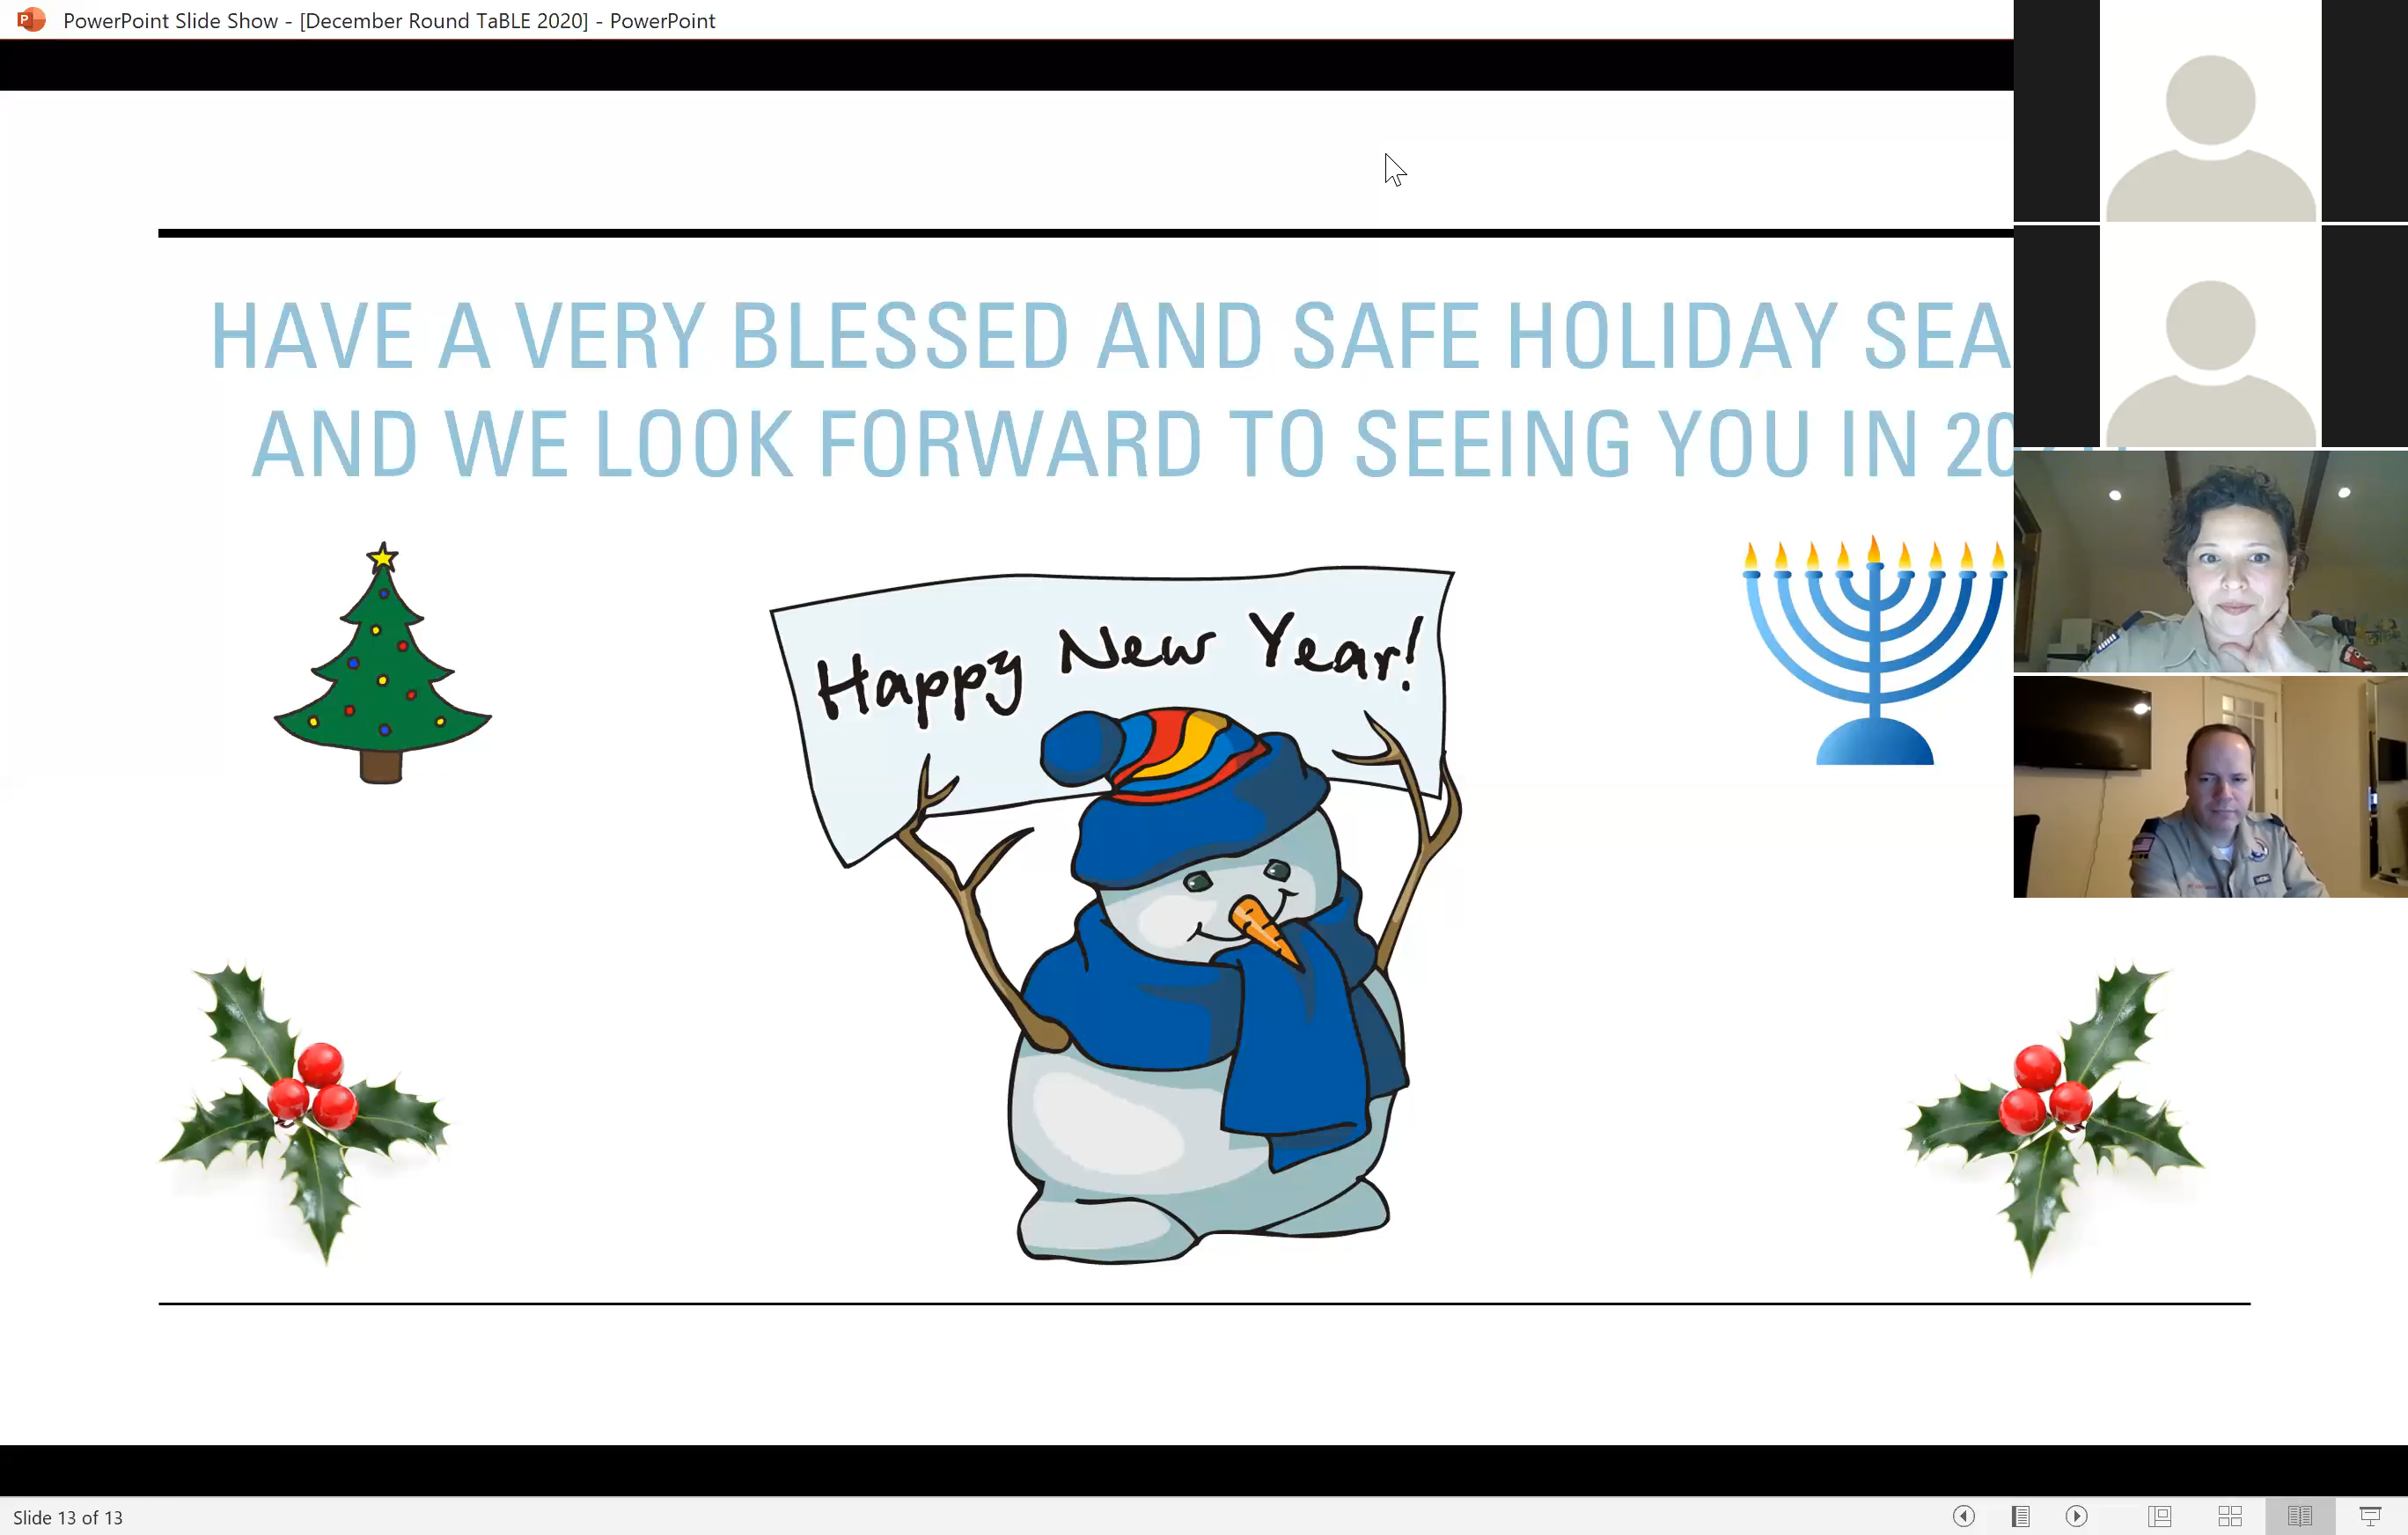 PowerPoint Slide Show - [December Round TaBLE 2020] - PowerPoint
HAVE A VERY BLESSED AND SAFE HOLIDAY SEA
AND WE LOOK FORWARD TO SEEING YOU IN 20
Happy New Year!
Slide 13 of 13